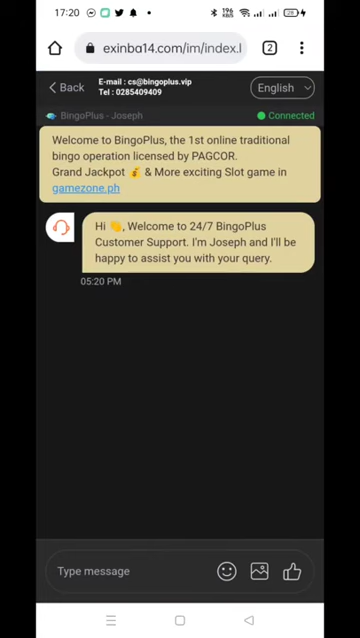 17:20
196
KB/S
28
exinba14.com/im/index.l
2
Back
E-mail : cs@bingoplus.vip
Tel : 0285409409
English
BingoPlus - Joseph
Connected
Welcome to BingoPlus, the 1st online traditional
bingo operation licensed by PAGCOR.
Grand Jackpot 💰 & More exciting Slot game in
gamezone.ph
Hi 👏, Welcome to 24/7 BingoPlus
Customer Support. I'm Joseph and I'll be
happy to assist you with your query.
05:20 PM
Type message